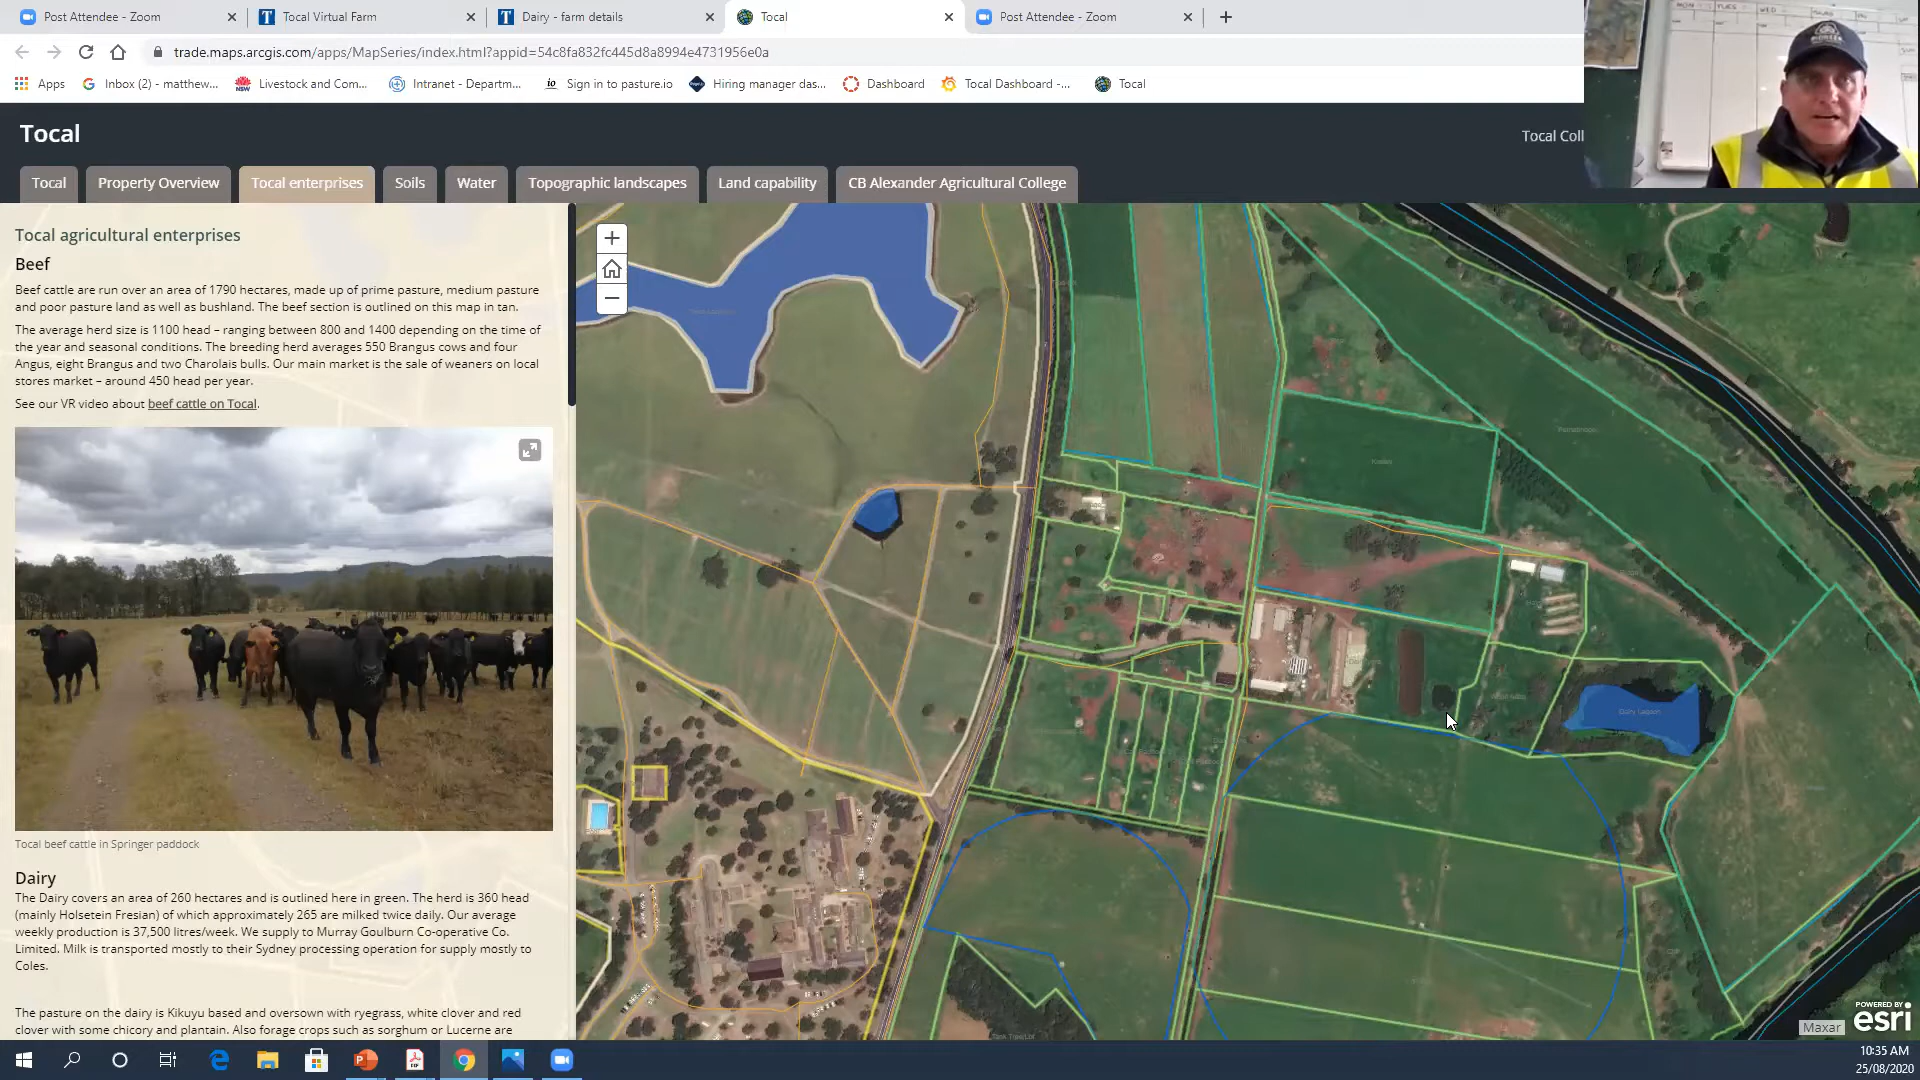 Post Attendee - Zoom
Tocal Virtual Farm
Dairy - farm details
Tocal
Post Attendee - Zoom
trade.maps.arcgis.com/apps/MapSeries/index.html?appid=54c8fa832fc445d8a8994e4731956e0a
Apps
Inbox (2) - matthew...
Livestock and Com...
Intranet - Departm...
io Sign in to pasture.io
Hiring manager das...
Dashboard
Tocal Dashboard -...
Tocal
Tocal
Tocal Coll
Tocal
Property Overview
Tocal enterprises
Soils
Water
Topographic landscapes
Land capability
CB Alexander Agricultural College
Tocal agricultural enterprises
Beef
Beef cattle are run over an area of 1790 hectares, made up of prime pasture, medium pasture
and poor pasture land as well as bushland. The beef section is outlined on this map in tan.
The average herd size is 1100 head – ranging between 800 and 1400 depending on the time of
the year and seasonal conditions. The breeding herd averages 550 Brangus cows and four
Angus, eight Brangus and two Charolais bulls. Our main market is the sale of weaners on local
stores market – around 450 head per year.
See our VR video about beef cattle on Tocal.
Tocal beef cattle in Springer paddock
Dairy
The Dairy covers an area of 260 hectares and is outlined here in green. The herd is 360 head
(mainly Holsetein Fresian) of which approximately 265 are milked twice daily. Our average
weekly production is 37,500 litres/week. We supply to Murray Goulburn Co-operative Co.
Limited. Milk is transported mostly to their Sydney processing operation for supply mostly to
Coles.
The pasture on the dairy is Kikuyu based and oversown with ryegrass, white clover and red
clover with some chicory and plantain. Also forage crops such as sorghum or Lucerne are
Dairy Lagoon
Maxar
POWERED BY
esri
10:35 AM
25/08/2020